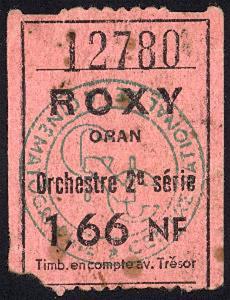 12780
ROXY
ORAN
Orchestre 2e série
1,66 NF
Timb. en compte av. Trésor